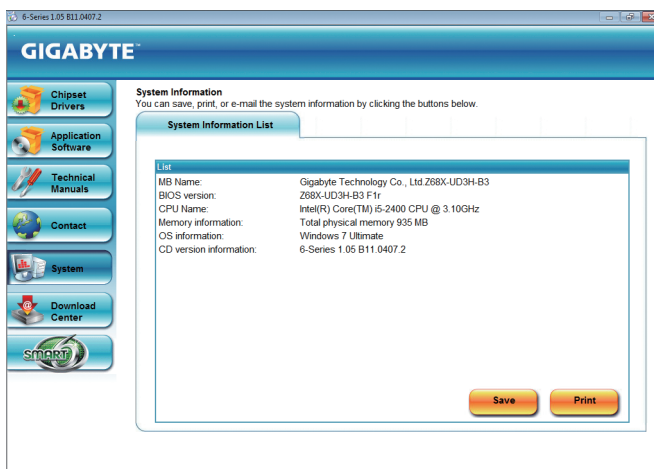 6-Series 1.05 B11.0407.2
GIGABYTE™
Chipset
Drivers
Application
Software
Technical
Manuals
Contact
System
Download
Center
SMART6
System Information
You can save, print, or e-mail the system information by clicking the buttons below.
System Information List
List
MB Name: Gigabyte Technology Co., Ltd.Z68X-UD3H-B3
BIOS version: Z68X-UD3H-B3 F1r
CPU Name: Intel(R) Core(TM) i5-2400 CPU @ 3.10GHz
Memory information: Total physical memory 935 MB
OS information: Windows 7 Ultimate
CD version information: 6-Series 1.05 B11.0407.2
Save Print